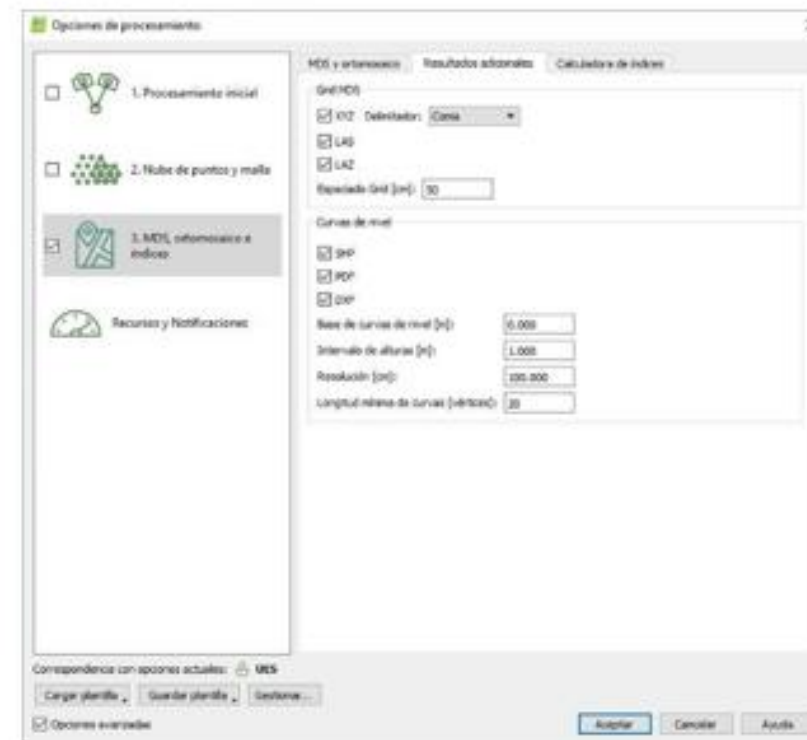 Opciones de procesamiento
1. Procesamiento inicial
2. Nube de puntos y malla
3. MDS, ortomosaico e
índices
Recursos y Notificaciones
MDS y ortomosaico
Resultados adicionales
Calculadora de índices
Grid MDS
XYZ Delimitador: Coma
LAS
LAZ
Espaciado Grid [cm]: 50
Curvas de nivel
SHP
PDF
DXF
Base de curvas de nivel [m]: 0.000
Intervalo de alturas [m]: 1.000
Resolución [cm]: 100.000
Longitud mínima de curvas [vértices]: 20
Correspondencia con opciones actuales: UES
Cargar plantilla Guardar plantilla Gestionar...
Opciones avanzadas
Aceptar Cancelar Ayuda